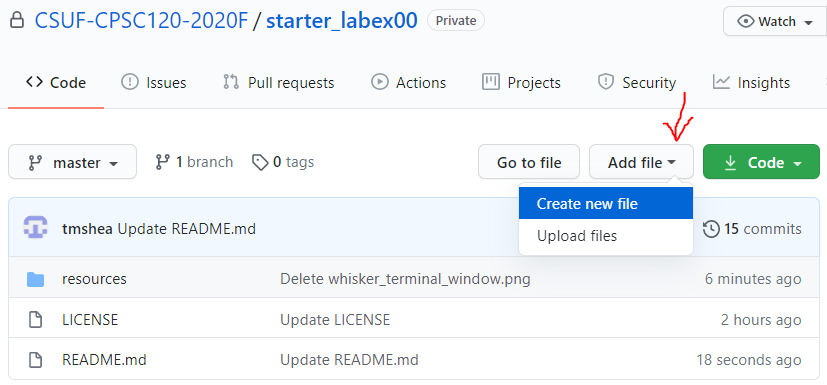 CSUF-CPSC120-2020F / starter_labex00 Private Watch
Code Issues Pull requests Actions Projects Security Insights
master 1 branch 0 tags Go to file Add file Code
Create new file
Upload files
tmshea Update README.md 15 commits
resources Delete whisker_terminal_window.png 6 minutes ago
LICENSE Update LICENSE 2 hours ago
README.md Update README.md 18 seconds ago